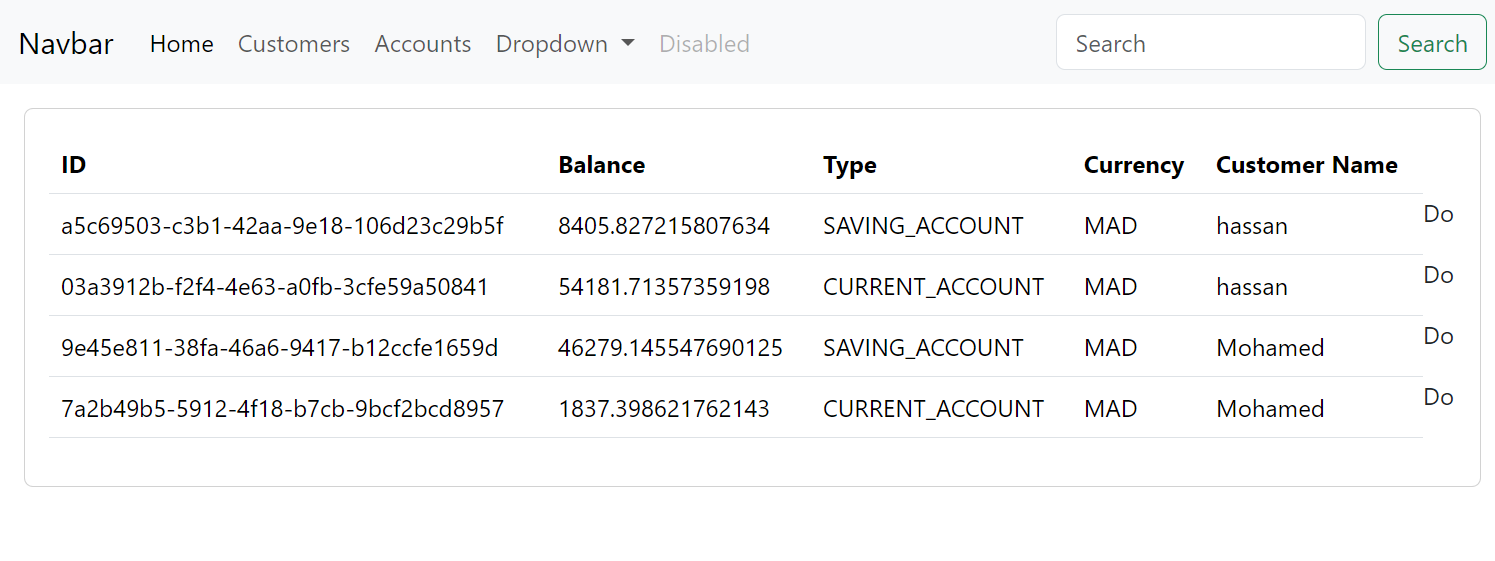 Navbar Home Customers Accounts Dropdown Disabled Search Search
ID Balance Type Currency Customer Name
a5c69503-c3b1-42aa-9e18-106d23c29b5f 8405.827215807634 SAVING_ACCOUNT MAD hassan Do
03a3912b-f2f4-4e63-a0fb-3cfe59a50841 54181.71357359198 CURRENT_ACCOUNT MAD hassan Do
9e45e811-38fa-46a6-9417-b12ccfe1659d 46279.145547690125 SAVING_ACCOUNT MAD Mohamed Do
7a2b49b5-5912-4f18-b7cb-9bcf2bcd8957 1837.398621762143 CURRENT_ACCOUNT MAD Mohamed Do